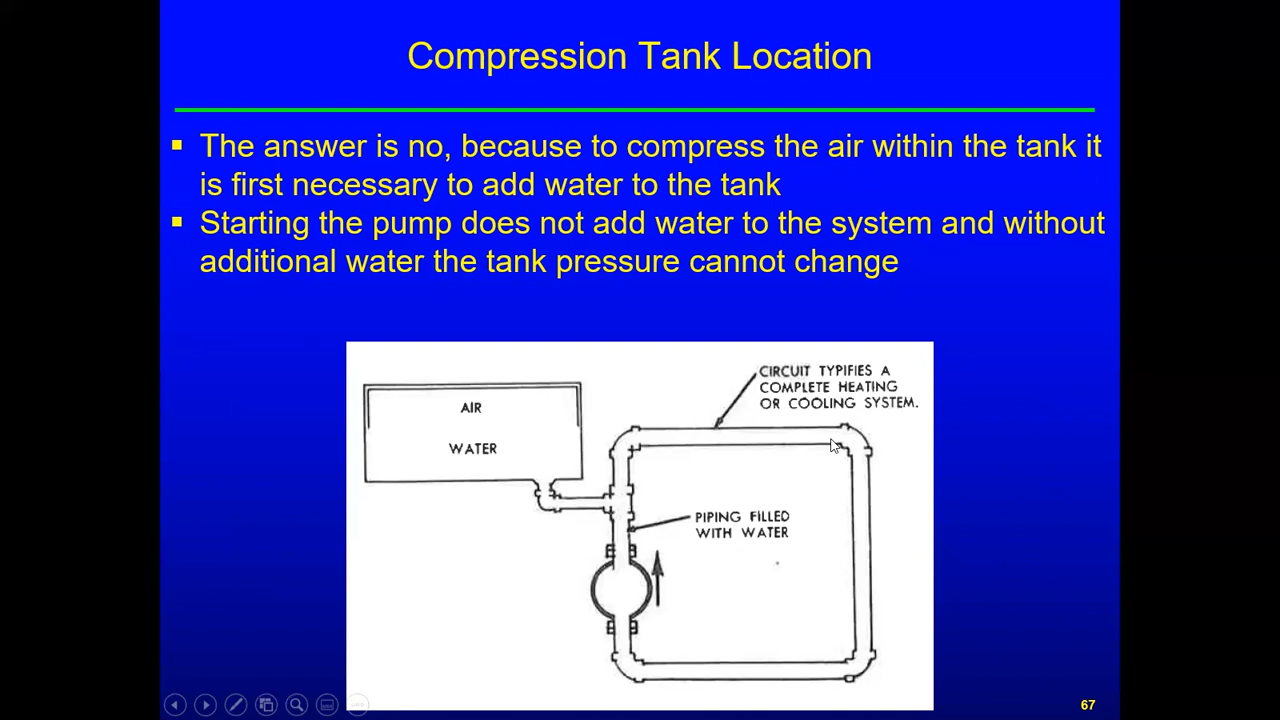 Compression Tank Location
▪ The answer is no, because to compress the air within the tank it
is first necessary to add water to the tank
▪ Starting the pump does not add water to the system and without
additional water the tank pressure cannot change
CIRCUIT TYPIFIES A
COMPLETE HEATING
OR COOLING SYSTEM.
AIR
WATER
PIPING FILLED
WITH WATER
67